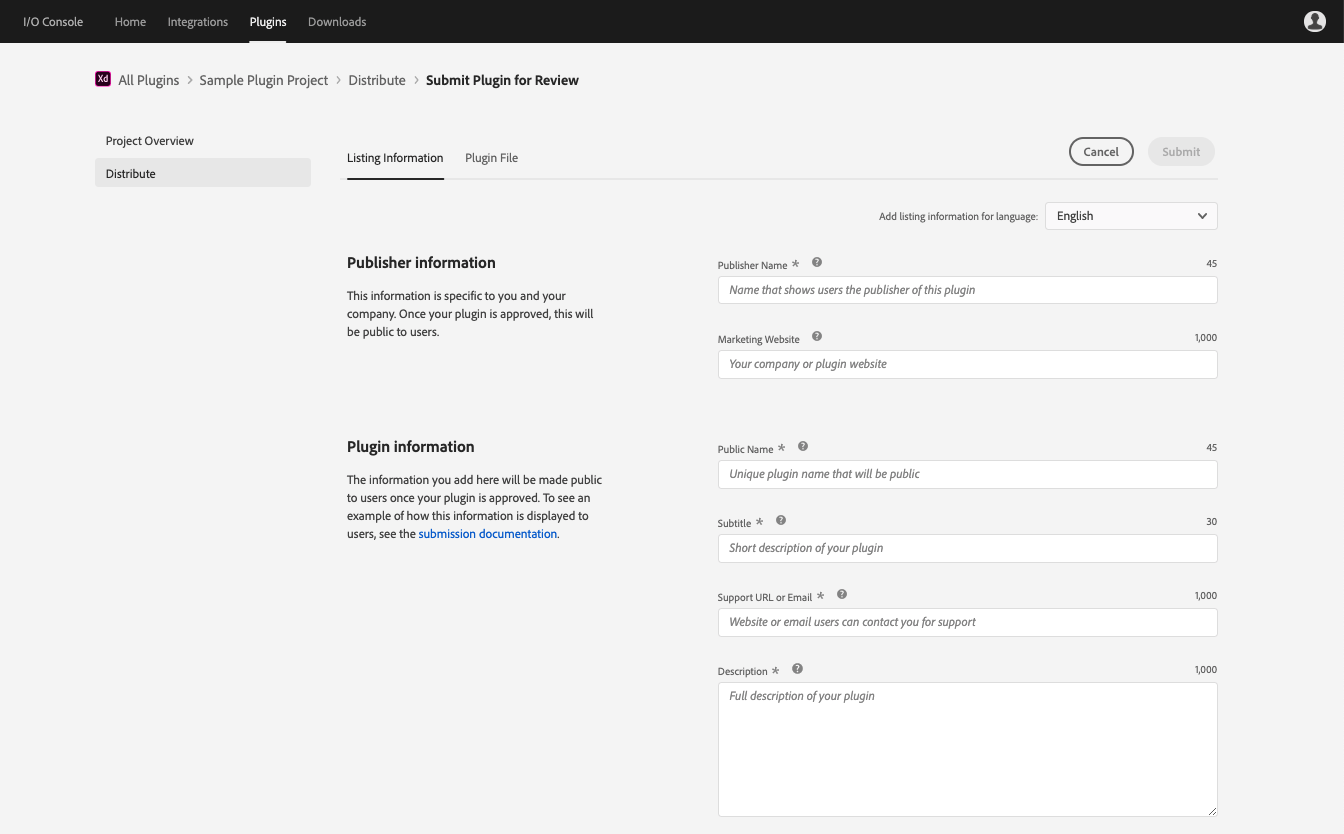 I/O Console Home Integrations Plugins Downloads
Xd All Plugins > Sample Plugin Project > Distribute > Submit Plugin for Review
Project Overview
Distribute
Listing Information Plugin File
Cancel Submit
Add listing information for language: English
Publisher information
This information is specific to you and your
company. Once your plugin is approved, this will
be public to users.
Publisher Name * ? 45
Name that shows users the publisher of this plugin
Marketing Website ? 1,000
Your company or plugin website
Plugin information
The information you add here will be made public
to users once your plugin is approved. To see an
example of how this information is displayed to
users, see the submission documentation.
Public Name * ? 45
Unique plugin name that will be public
Subtitle * ? 30
Short description of your plugin
Support URL or Email * ? 1,000
Website or email users can contact you for support
Description * ? 1,000
Full description of your plugin